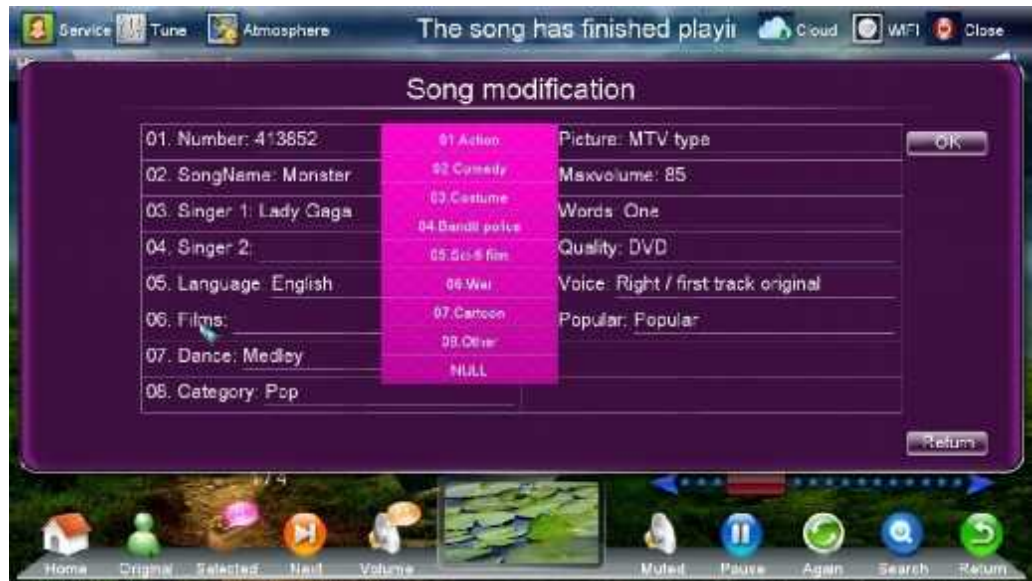 Service Tune Atmosphere The song has finished playi Cloud WIFI Close
Song modification
01. Number: 413852
02. SongName: Monster
03. Singer 1: Lady Gaga
04. Singer 2:
05. Language: English
06. Films:
07. Dance: Medley
08. Category: Pop
01 Action
02 Comedy
03.Costume
04.Bandit police
05.Sci-fi film
06.War
07.Cartoon
08.Other
NULL
Picture: MTV type
Maxvolume: 85
Words: One
Quality: DVD
Voice: Right / first track original
Popular: Popular
OK
Return
1/4
Home Original Selected Next Volume Muted Pause Again Search Return